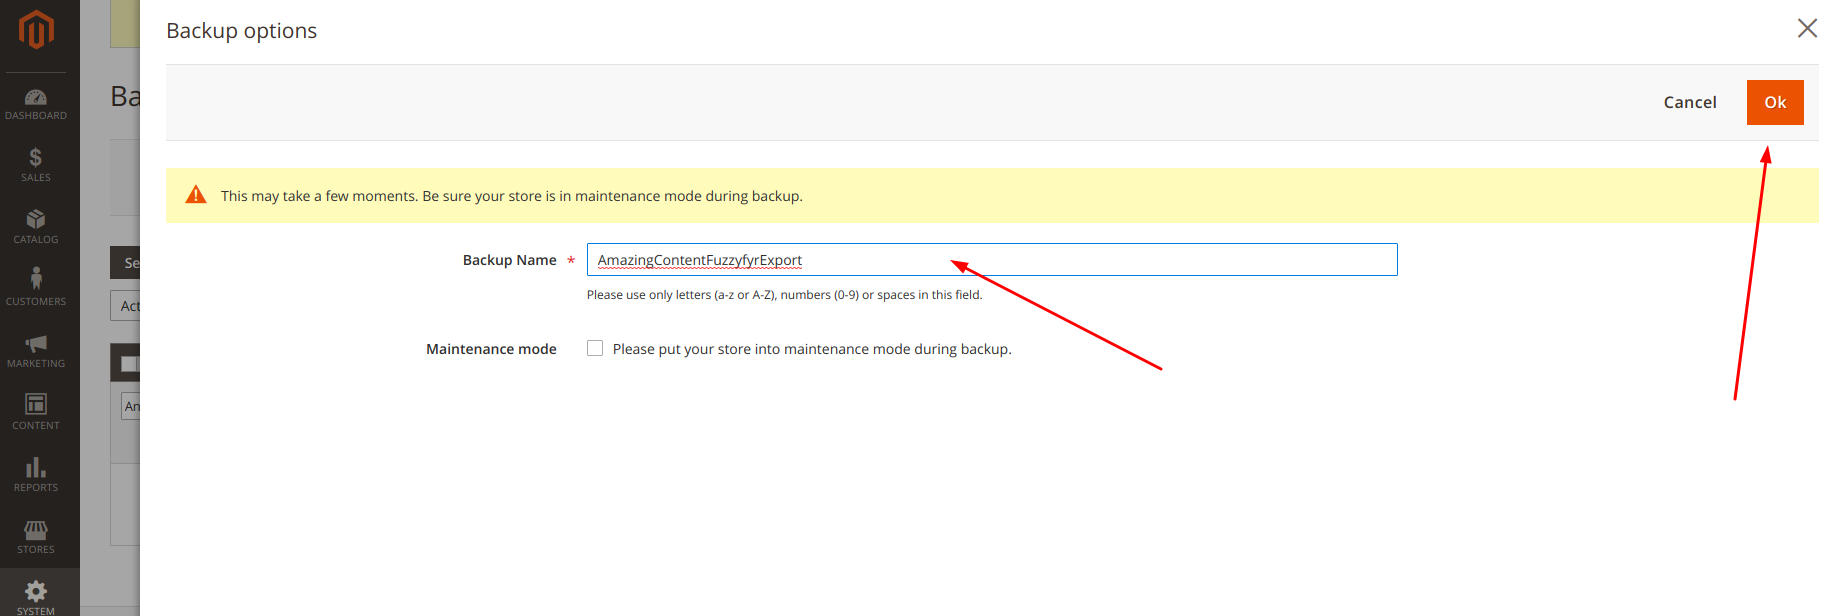 Backup options
Cancel
Ok
This may take a few moments. Be sure your store is in maintenance mode during backup.
Backup Name *
AmazingContentFuzzyfyrExport
Please use only letters (a-z or A-Z), numbers (0-9) or spaces in this field.
Maintenance mode
Please put your store into maintenance mode during backup.
DASHBOARD
$
SALES
CATALOG
CUSTOMERS
MARKETING
CONTENT
REPORTS
STORES
SYSTEM
Ba
Se
Act
An